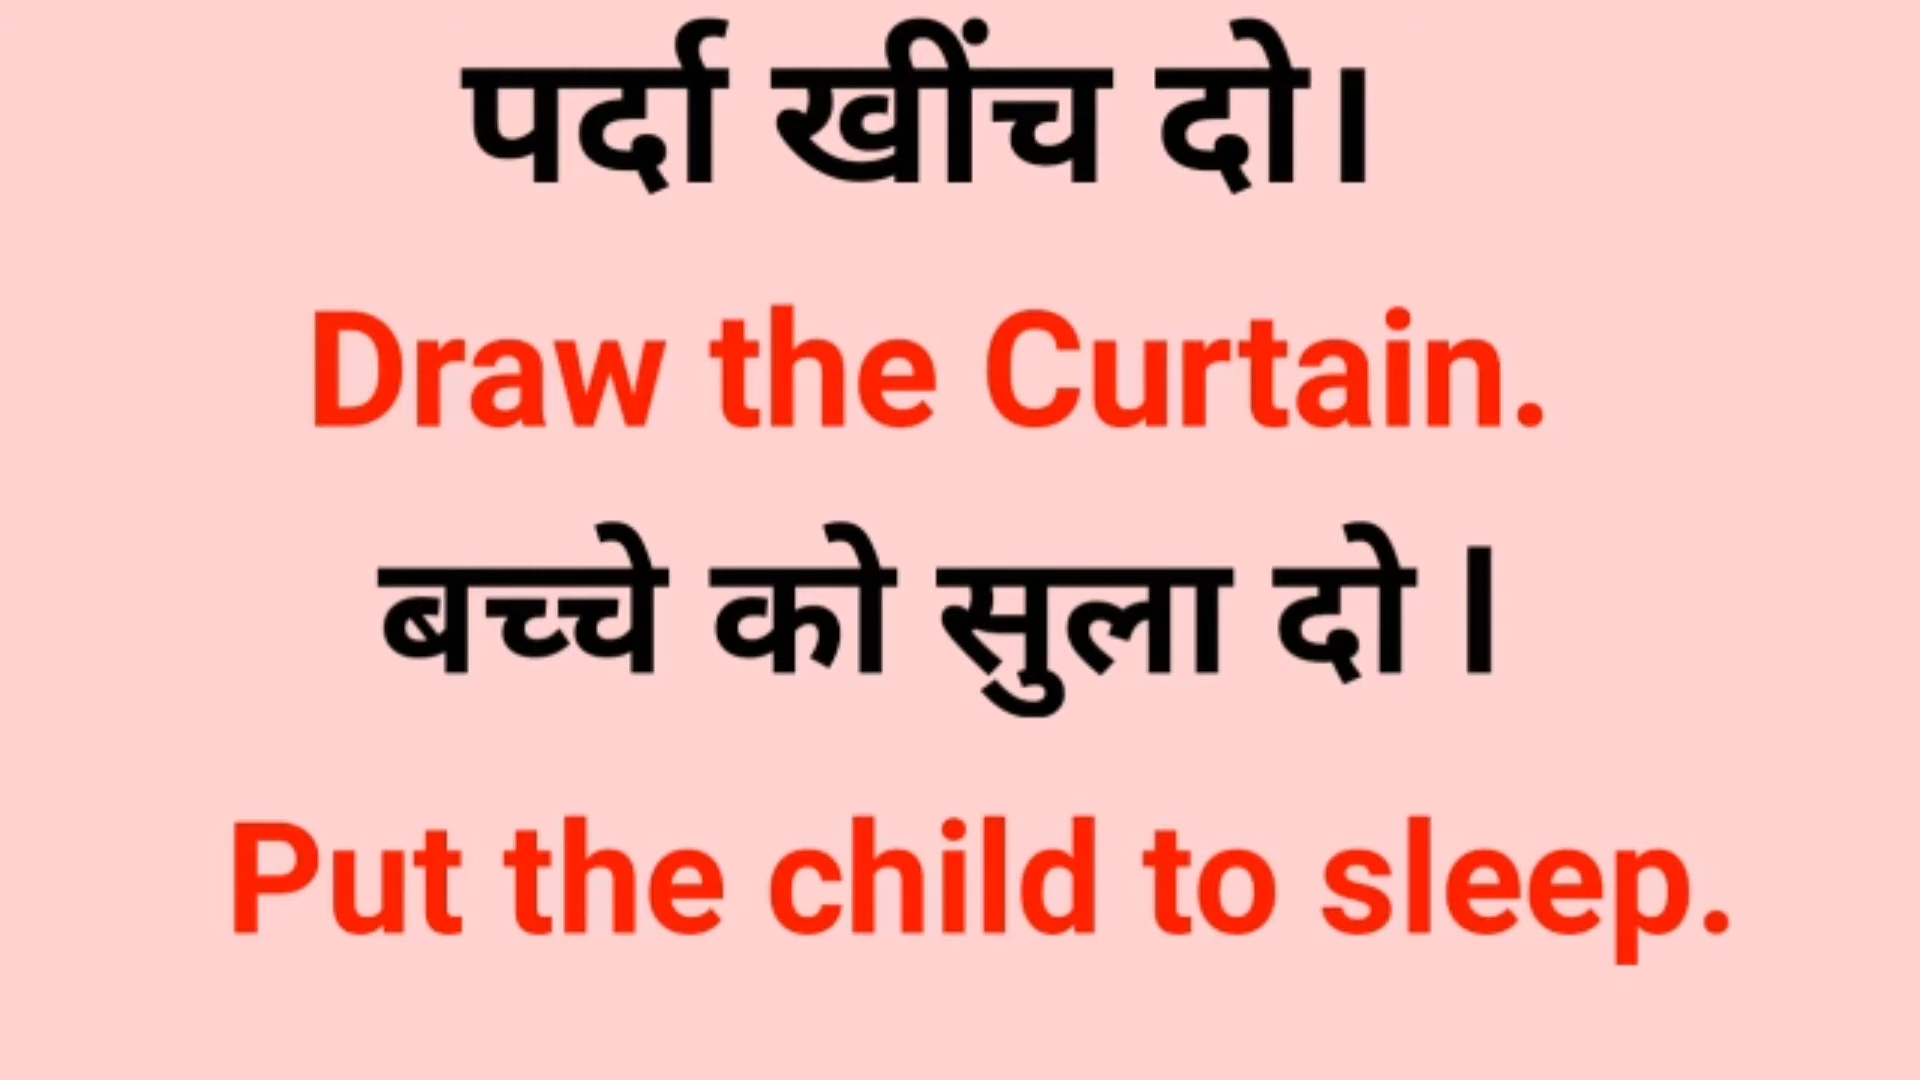 पर्दा खींच दो।
Draw the Curtain.
बच्चे को सुला दो l
Put the child to sleep.